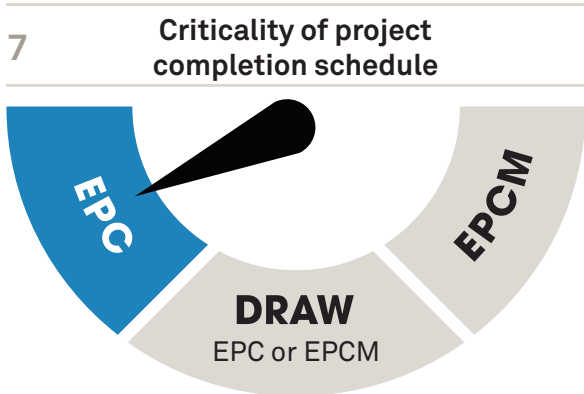 7
Criticality of project
completion schedule
EPC
EPCM
DRAW
EPC or EPCM